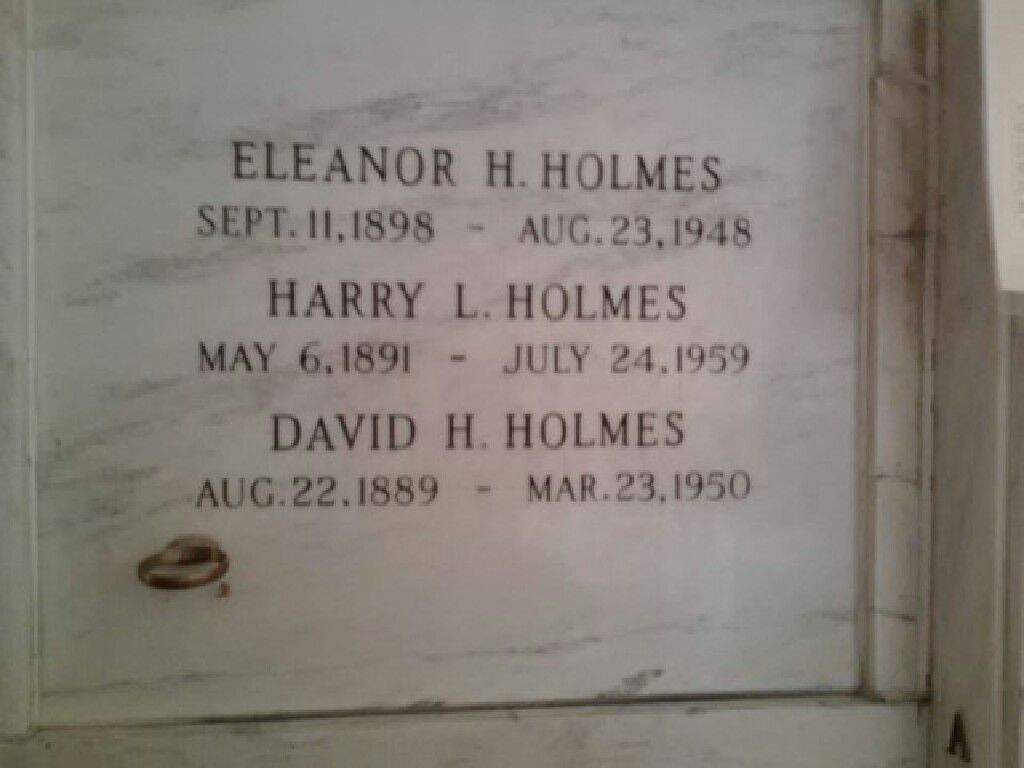 ELEANOR H. HOLMES
SEPT. 11, 1898 - AUG. 23, 1948
HARRY L. HOLMES
MAY 6, 1891 - JULY 24, 1959
DAVID H. HOLMES
AUG. 22, 1889 - MAR. 23, 1950
A